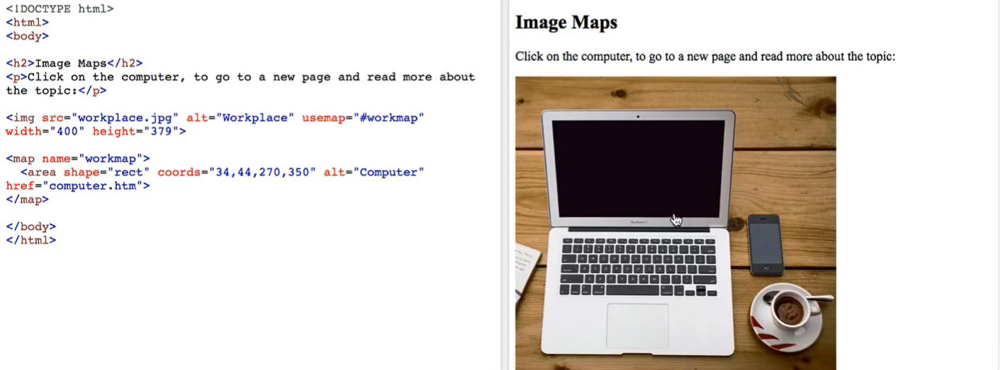 <!DOCTYPE html>
<html>
<body>
<h2>Image Maps</h2>
<p>Click on the computer, to go to a new page and read more about
the topic:</p>
<img src="workplace.jpg" alt="Workplace" usemap="#workmap"
width="400" height="379">
<map name="workmap">
<area shape="rect" coords="34,44,270,350" alt="Computer"
href="computer.htm">
</map>
</body>
</html>
Image Maps
Click on the computer, to go to a new page and read more about the topic: